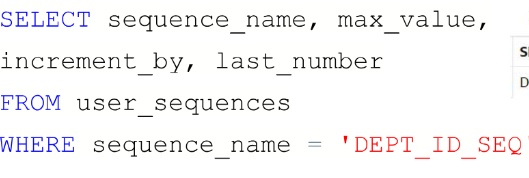 SELECT sequence_name, max_value,
increment_by, last_number
FROM user_sequences
WHERE sequence_name = 'DEPT_ID_SEQ'